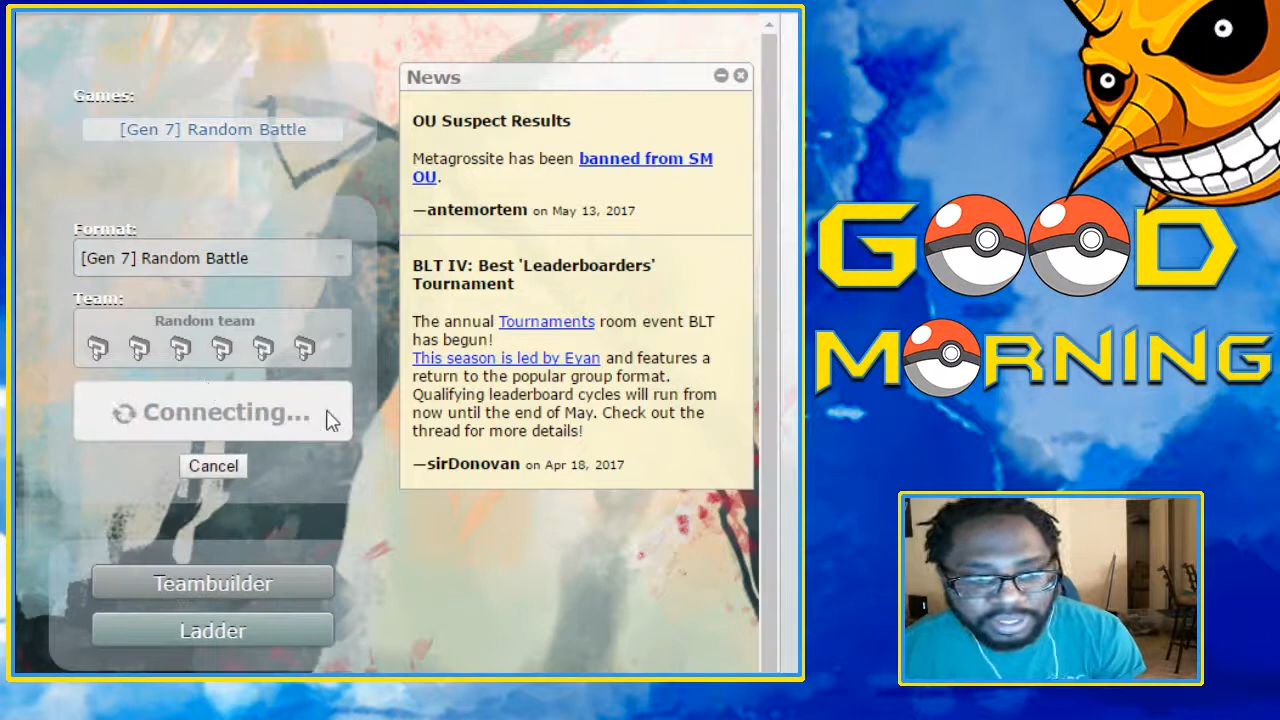 Games:
[Gen 7] Random Battle
Format:
[Gen 7] Random Battle
Team:
Random team
Connecting...
Cancel
Teambuilder
Ladder
News
OU Suspect Results
Metagrossite has been banned from SM
OU.
—antemortem on May 13, 2017
BLT IV: Best 'Leaderboarders'
Tournament
The annual Tournaments room event BLT
has begun!
This season is led by Eyan and features a
return to the popular group format.
Qualifying leaderboard cycles will run from
now until the end of May. Check out the
thread for more details!
—sirDonovan on Apr 18, 2017
GOOD
MORNING